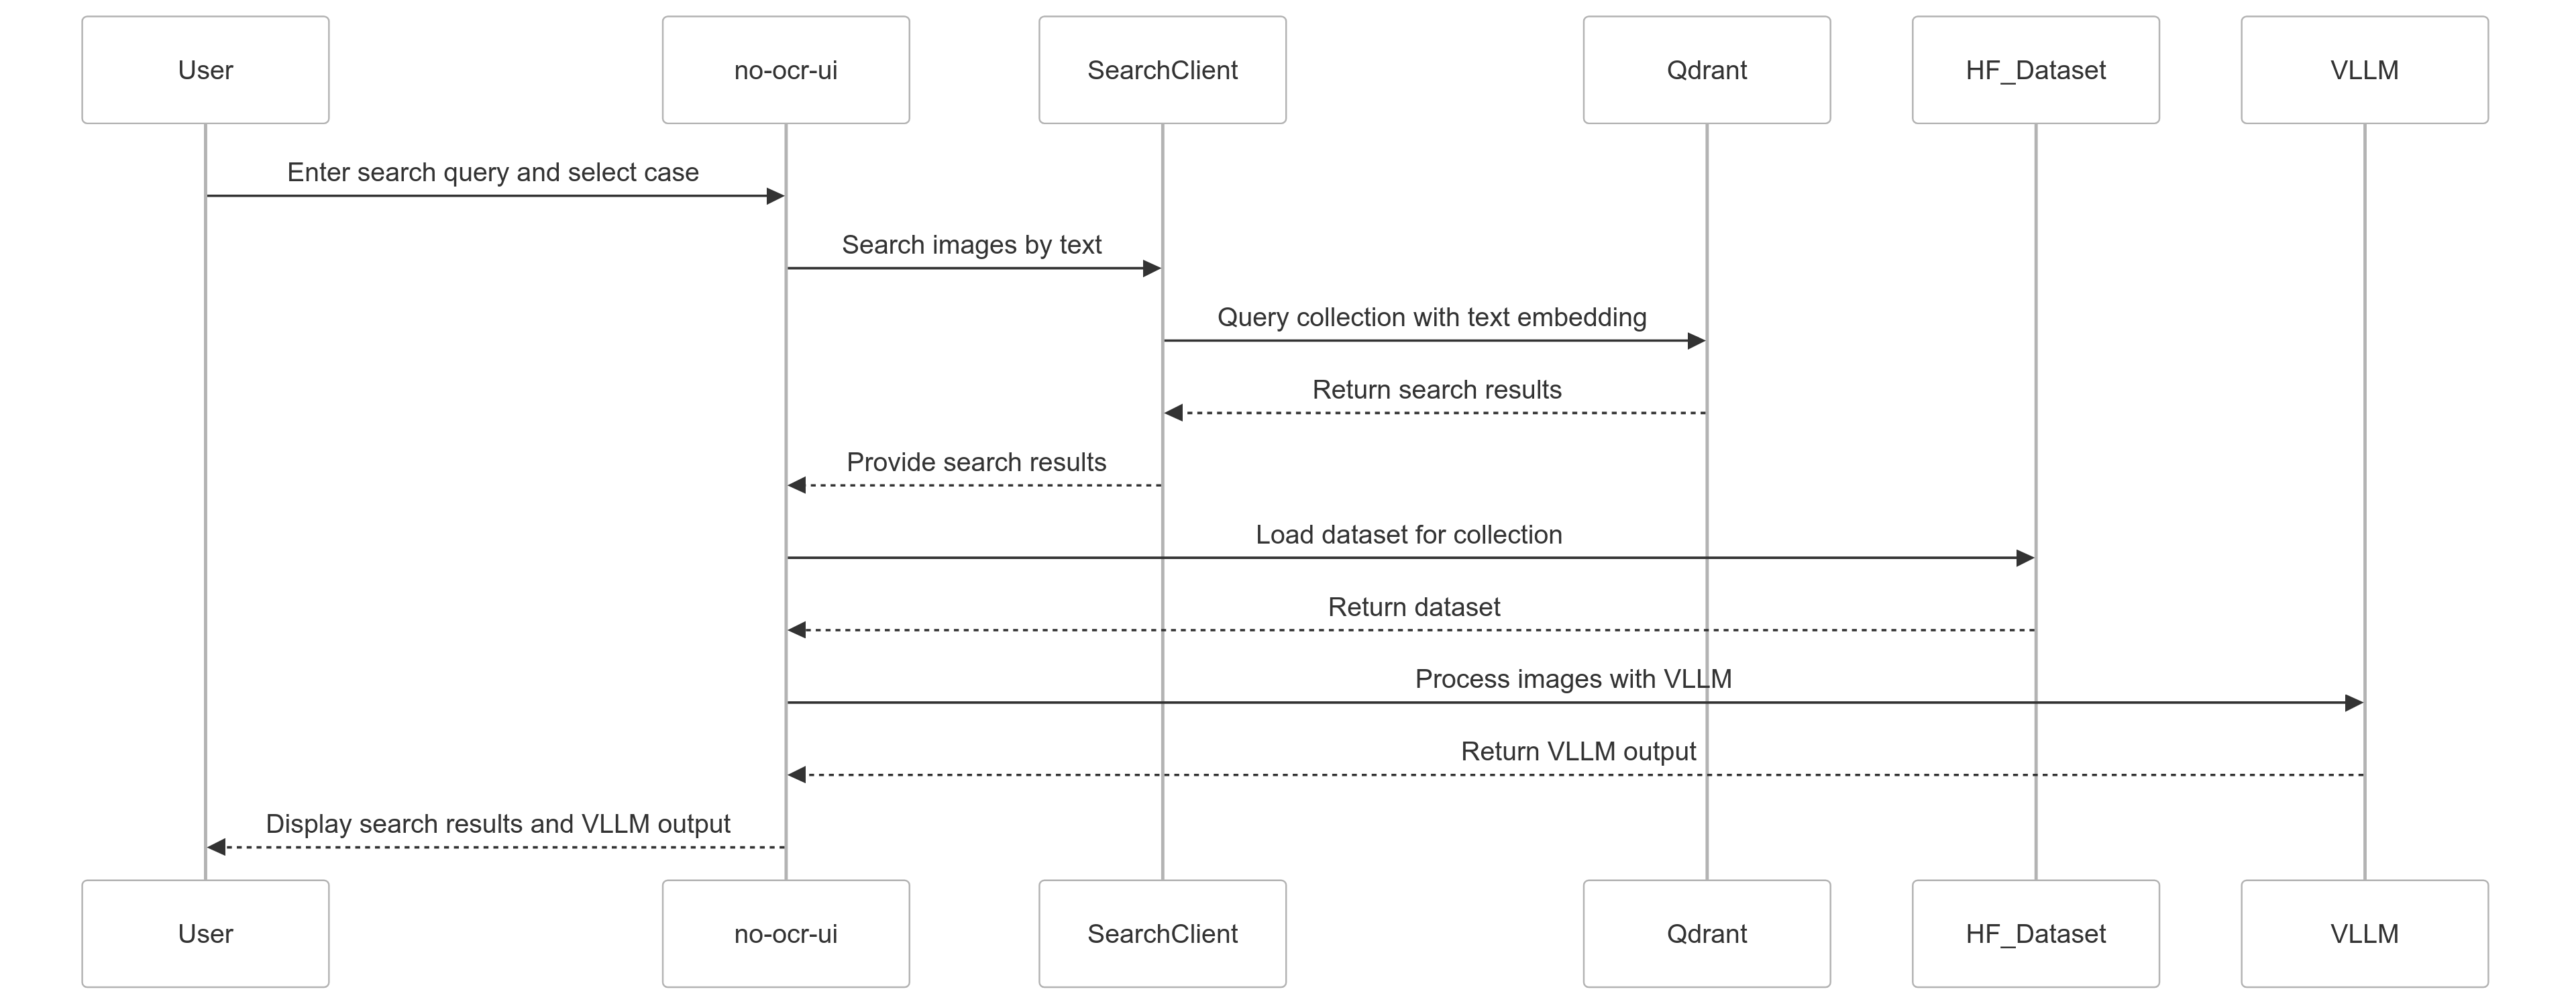 User
no-ocr-ui
SearchClient
Qdrant
HF_Dataset
VLLM
Enter search query and select case
Search images by text
Query collection with text embedding
Return search results
Provide search results
Load dataset for collection
Return dataset
Process images with VLLM
Return VLLM output
Display search results and VLLM output
User
no-ocr-ui
SearchClient
Qdrant
HF_Dataset
VLLM